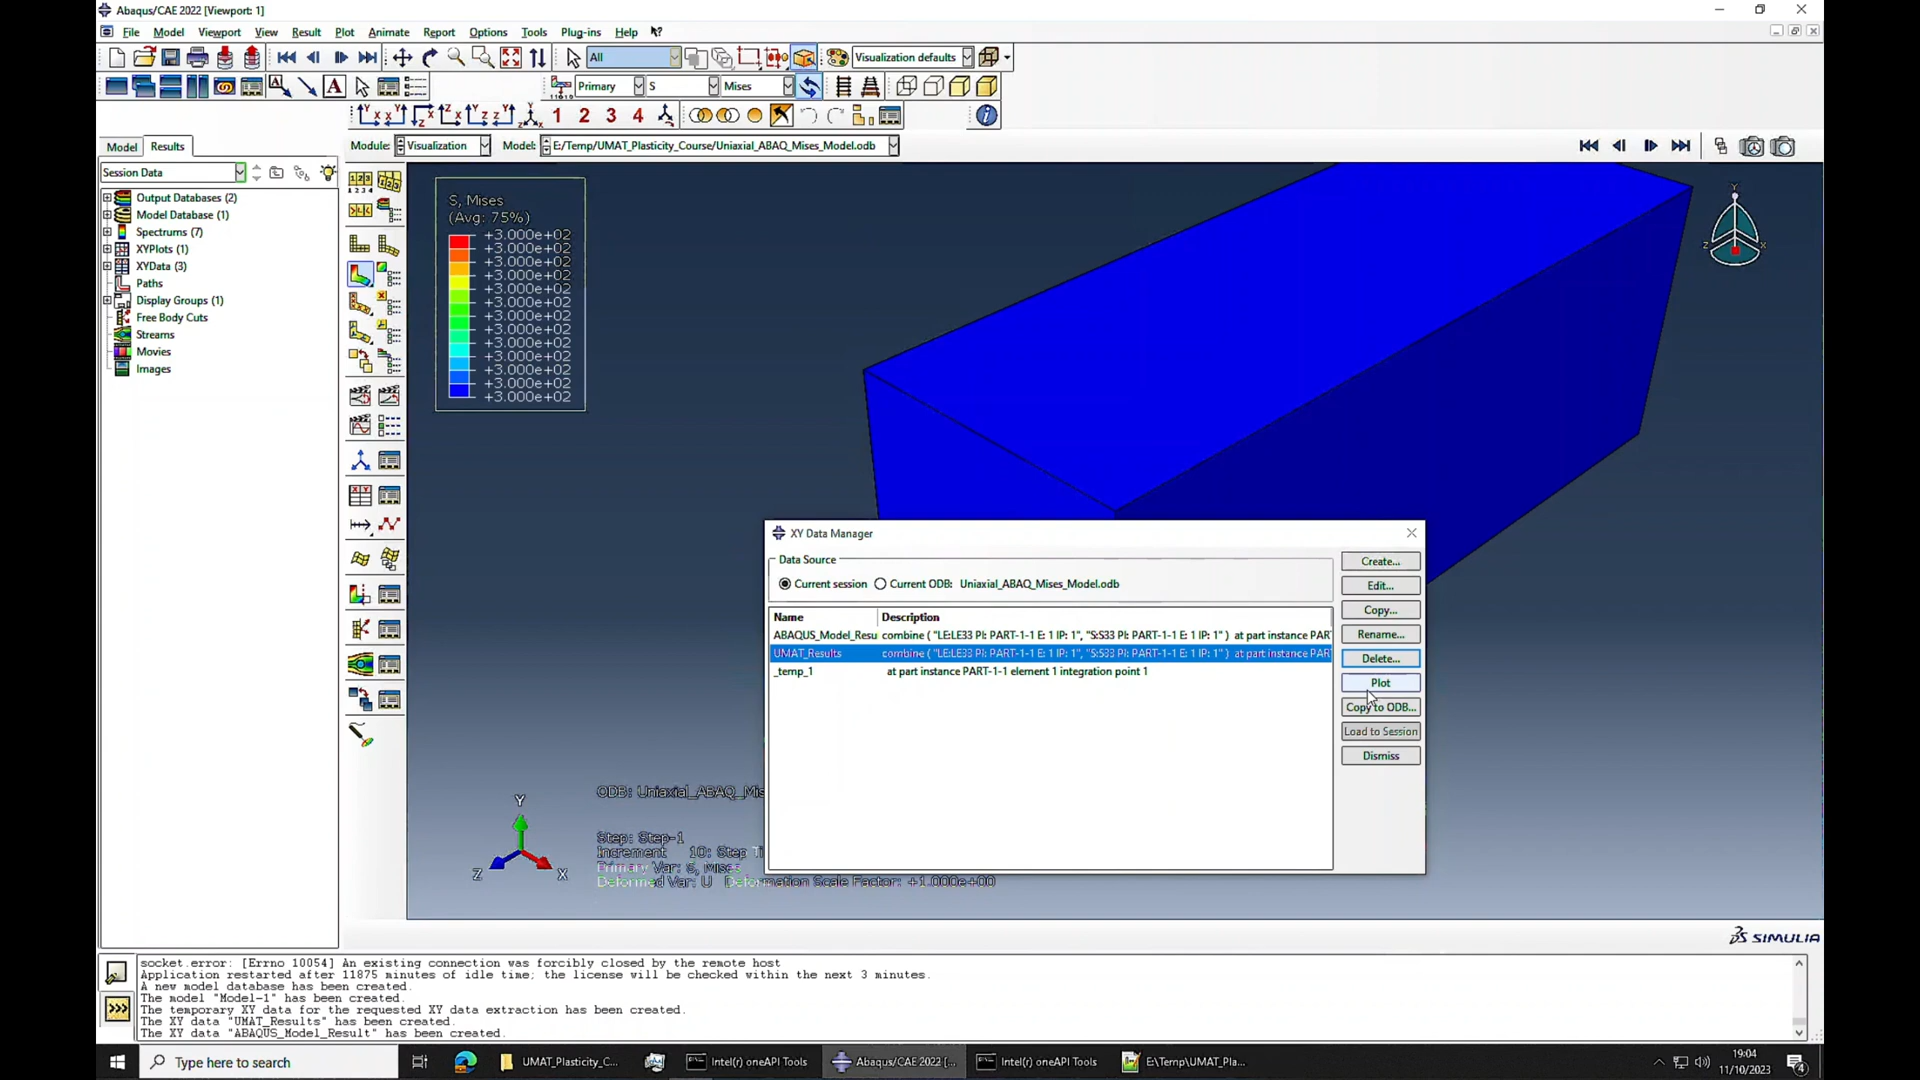 Abaqus/CAE 2022 [Viewport: 1]
File Model Viewport View Result Plot Animate Report Options Tools Plug-ins Help
All
Visualization defaults
Primary
S
Mises
1 2 3 4
Model Results
Module: Visualization Model: E:/Temp/UMAT_Plasticity_Course/Uniaxial_ABAQ_Mises_Model.odb
Session Data
Output Databases (2)
Model Database (1)
Spectrums (7)
XYPlots (1)
XYData (3)
Paths
Display Groups (1)
Free Body Cuts
Streams
Movies
Images
S, Mises
(Avg: 75%)
+3.000e+02
+3.000e+02
+3.000e+02
+3.000e+02
+3.000e+02
+3.000e+02
+3.000e+02
+3.000e+02
+3.000e+02
+3.000e+02
+3.000e+02
+3.000e+02
+3.000e+02
Y
Z X
XY Data Manager
Data Source
Current session Current ODB: Uniaxial_ABAQ_Mises_Model.odb
Name Description
ABAQUS_Model_Resu combine ( "LE:LE33 PI: PART-1-1 E: 1 IP: 1", "S:S33 PI: PART-1-1 E: 1 IP: 1" ) at part instance PAR
UMAT_Results combine ( "LE:LE33 PI: PART-1-1 E: 1 IP: 1", "S:S33 PI: PART-1-1 E: 1 IP: 1" ) at part instance PAR
_temp_1 at part instance PART-1-1 element 1 integration point 1
Create...
Edit...
Copy...
Rename...
Delete...
Plot
Copy to ODB...
Load to Session
Dismiss
ODB: Uniaxial_ABAQ_Mis
Step: Step-1
Increment 10: Step Ti
Primary Var: S, Mises
Deformed Var: U Deformation Scale Factor: +1.000e+00
Y
Z X
SIMULIA
socket.error: [Errno 10054] An existing connection was forcibly closed by the remote host
Application restarted after 11875 minutes of idle time; the license will be checked within the next 3 minutes.
A new model database has been created.
The model "Model-1" has been created.
The temporary XY data for the requested XY data extraction has been created.
The XY data "UMAT_Results" has been created.
The XY data "ABAQUS_Model_Result" has been created.
>>>
Type here to search
UMAT_Plasticity_C...
Intel(r) oneAPI Tools
Abaqus/CAE 2022 [...
Intel(r) oneAPI Tools
E:\Temp\UMAT_Pla...
19:04
11/10/2023
4